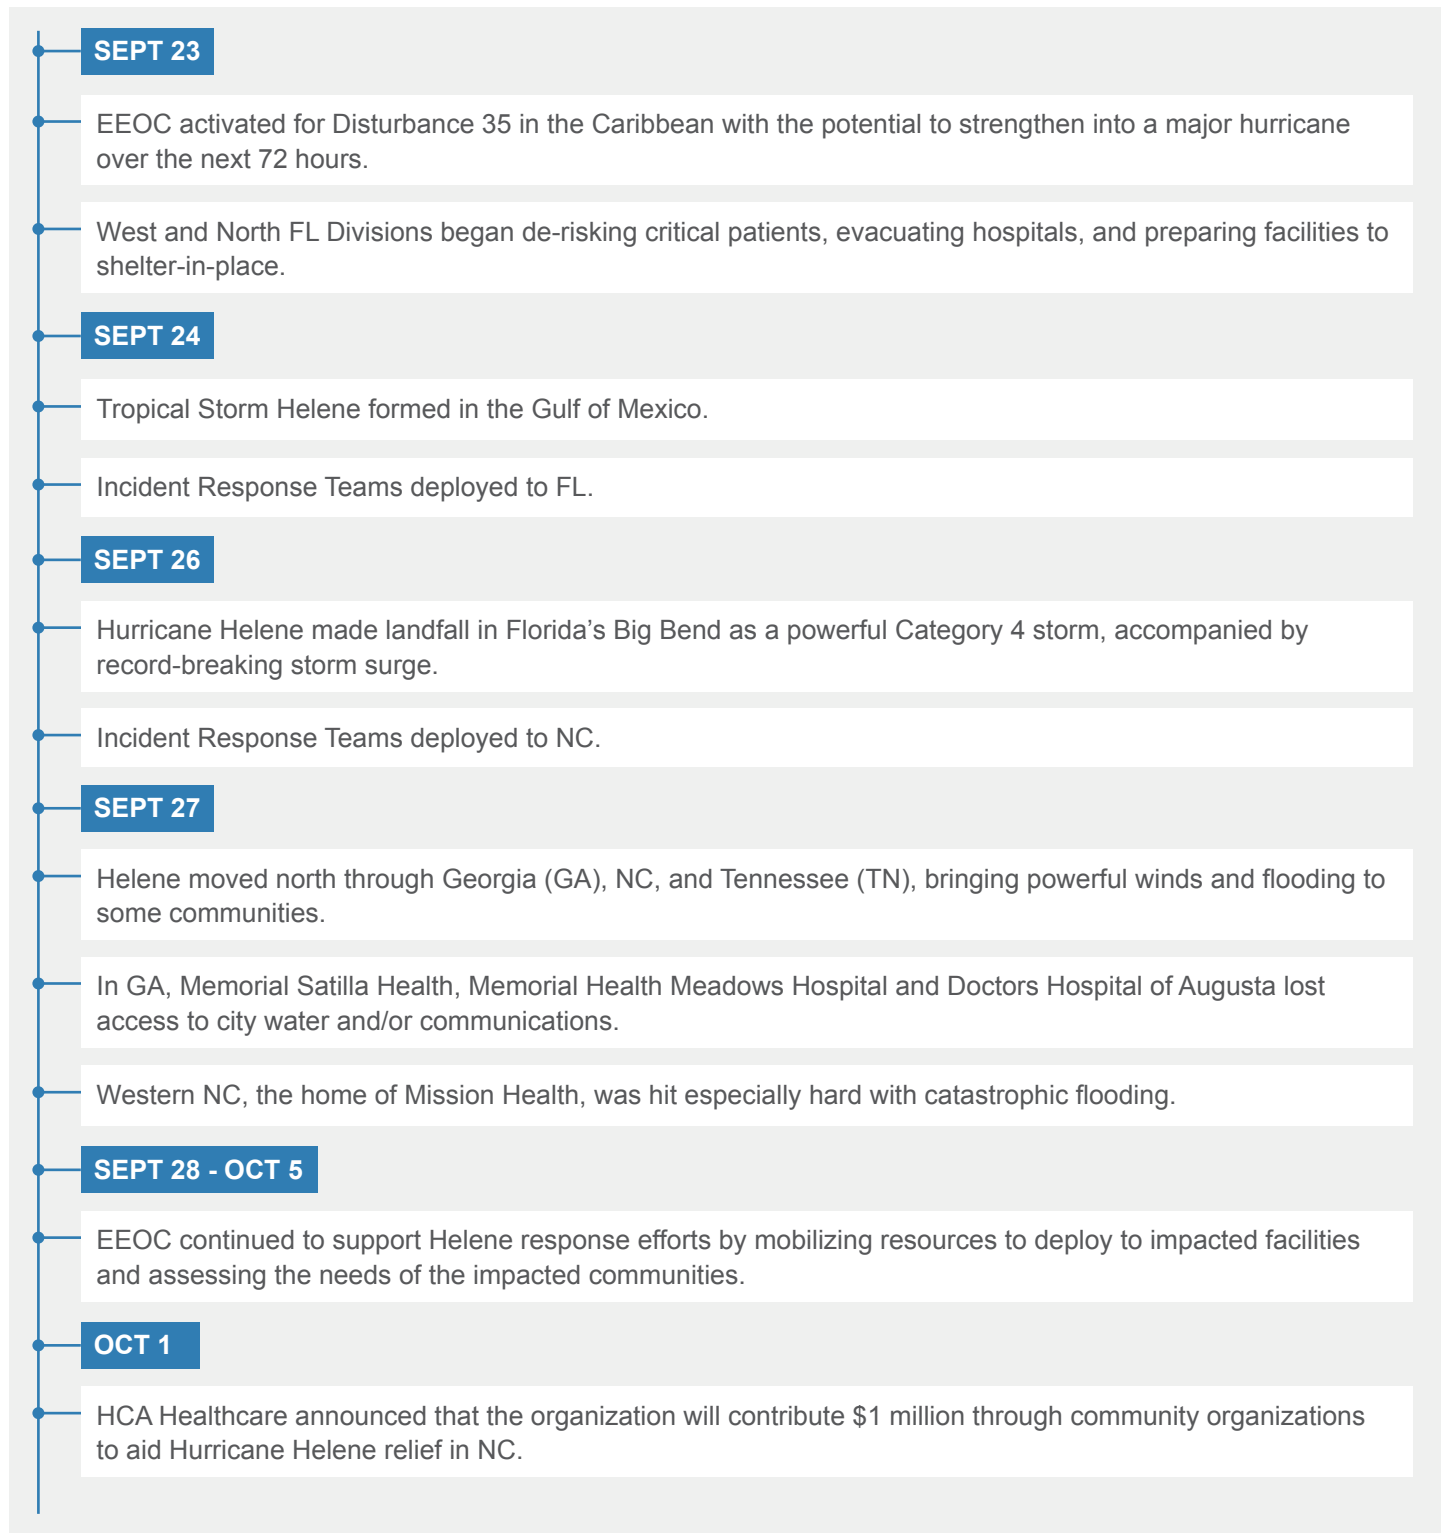 SEPT 23
EEOC activated for Disturbance 35 in the Caribbean with the potential to strengthen into a major hurricane
over the next 72 hours.
West and North FL Divisions began de-risking critical patients, evacuating hospitals, and preparing facilities to
shelter-in-place.
SEPT 24
Tropical Storm Helene formed in the Gulf of Mexico.
Incident Response Teams deployed to FL.
SEPT 26
Hurricane Helene made landfall in Florida’s Big Bend as a powerful Category 4 storm, accompanied by
record-breaking storm surge.
Incident Response Teams deployed to NC.
SEPT 27
Helene moved north through Georgia (GA), NC, and Tennessee (TN), bringing powerful winds and flooding to
some communities.
In GA, Memorial Satilla Health, Memorial Health Meadows Hospital and Doctors Hospital of Augusta lost
access to city water and/or communications.
Western NC, the home of Mission Health, was hit especially hard with catastrophic flooding.
SEPT 28 - OCT 5
EEOC continued to support Helene response efforts by mobilizing resources to deploy to impacted facilities
and assessing the needs of the impacted communities.
OCT 1
HCA Healthcare announced that the organization will contribute $1 million through community organizations
to aid Hurricane Helene relief in NC.